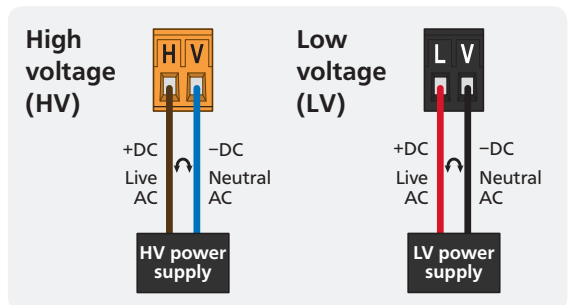 High
voltage
(HV)
H V
+DC
−DC
Live
AC
Neutral
AC
HV power
supply
Low
voltage
(LV)
L V
+DC
−DC
Live
AC
Neutral
AC
LV power
supply